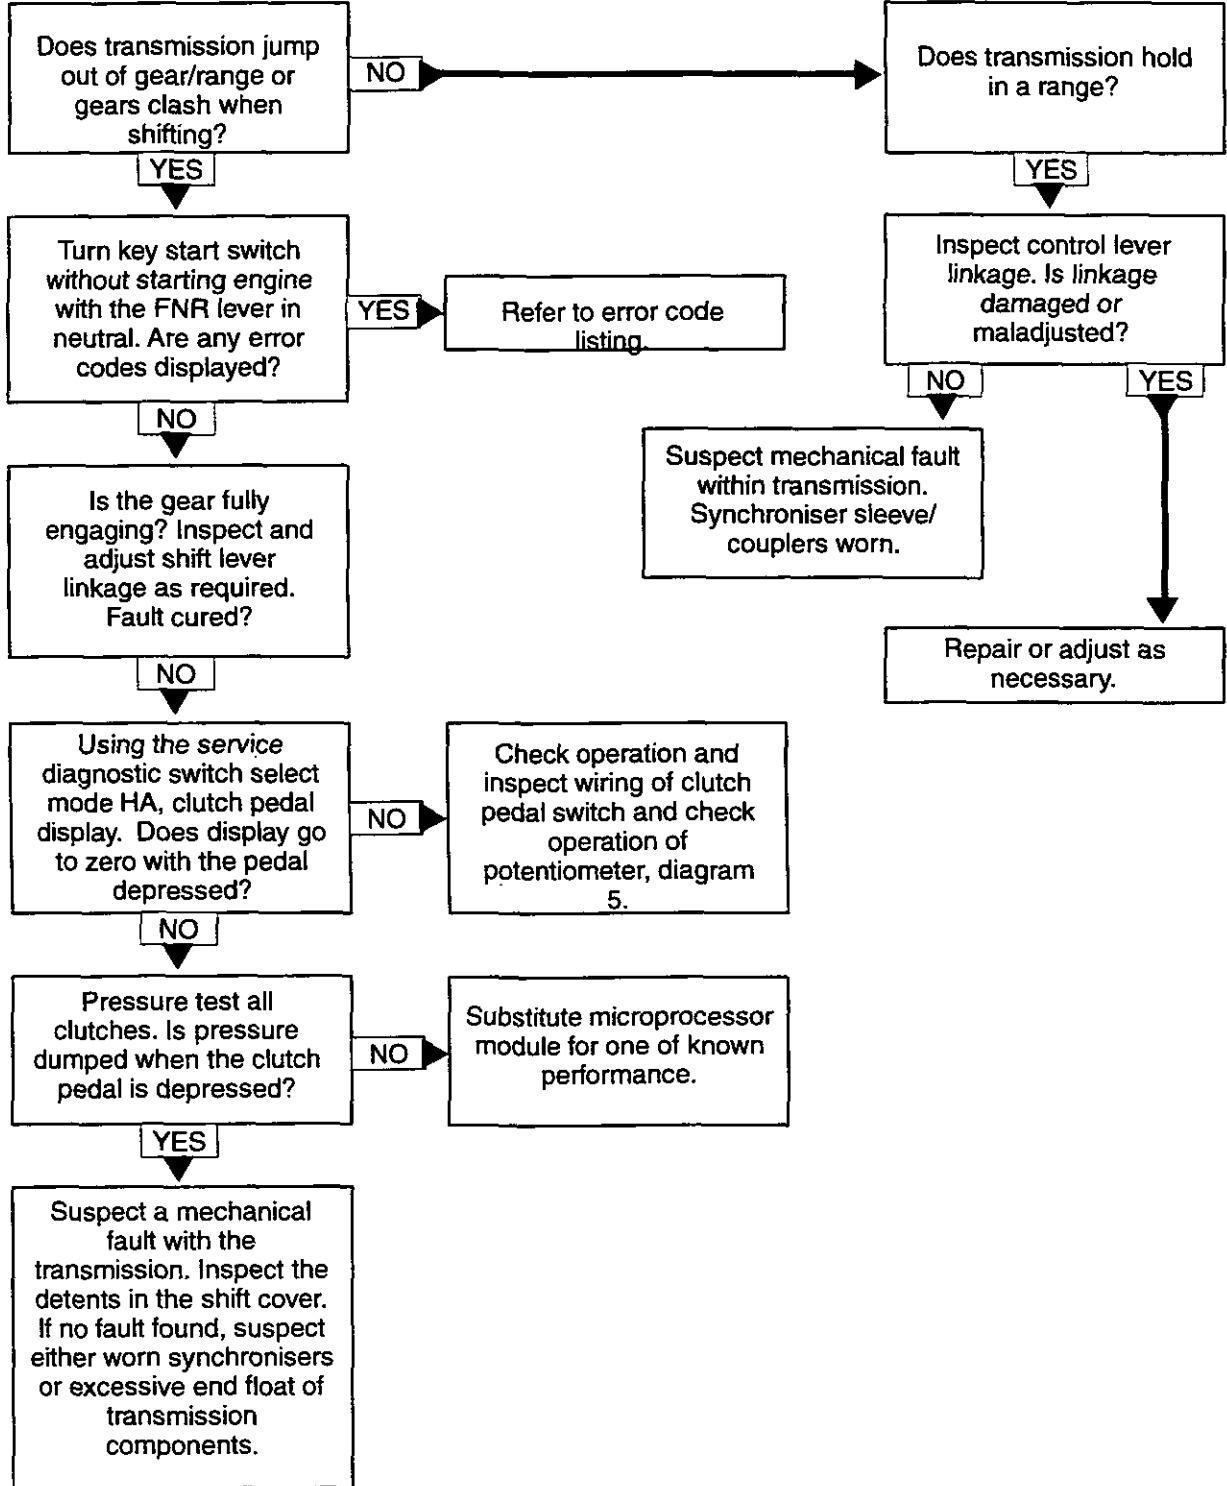 Does transmission jump
out of gear/range or
gears clash when
shifting?
NO
Does transmission hold
in a range?
YES
YES
Turn key start switch
without starting engine
with the FNR lever in
neutral. Are any error
codes displayed?
YES
Refer to error code
listing.
Inspect control lever
linkage. Is linkage
damaged or
maladjusted?
NO
NO
YES
Suspect mechanical fault
within transmission.
Synchroniser sleeve/
couplers worn.
Is the gear fully
engaging? Inspect and
adjust shift lever
linkage as required.
Fault cured?
Repair or adjust as
necessary.
NO
Using the service
diagnostic switch select
mode HA, clutch pedal
display. Does display go
to zero with the pedal
depressed?
NO
Check operation and
inspect wiring of clutch
pedal switch and check
operation of
potentiometer, diagram
5.
NO
Pressure test all
clutches. Is pressure
dumped when the clutch
pedal is depressed?
NO
Substitute microprocessor
module for one of known
performance.
YES
Suspect a mechanical
fault with the
transmission. Inspect the
detents in the shift cover.
If no fault found, suspect
either worn synchronisers
or excessive end float of
transmission
components.